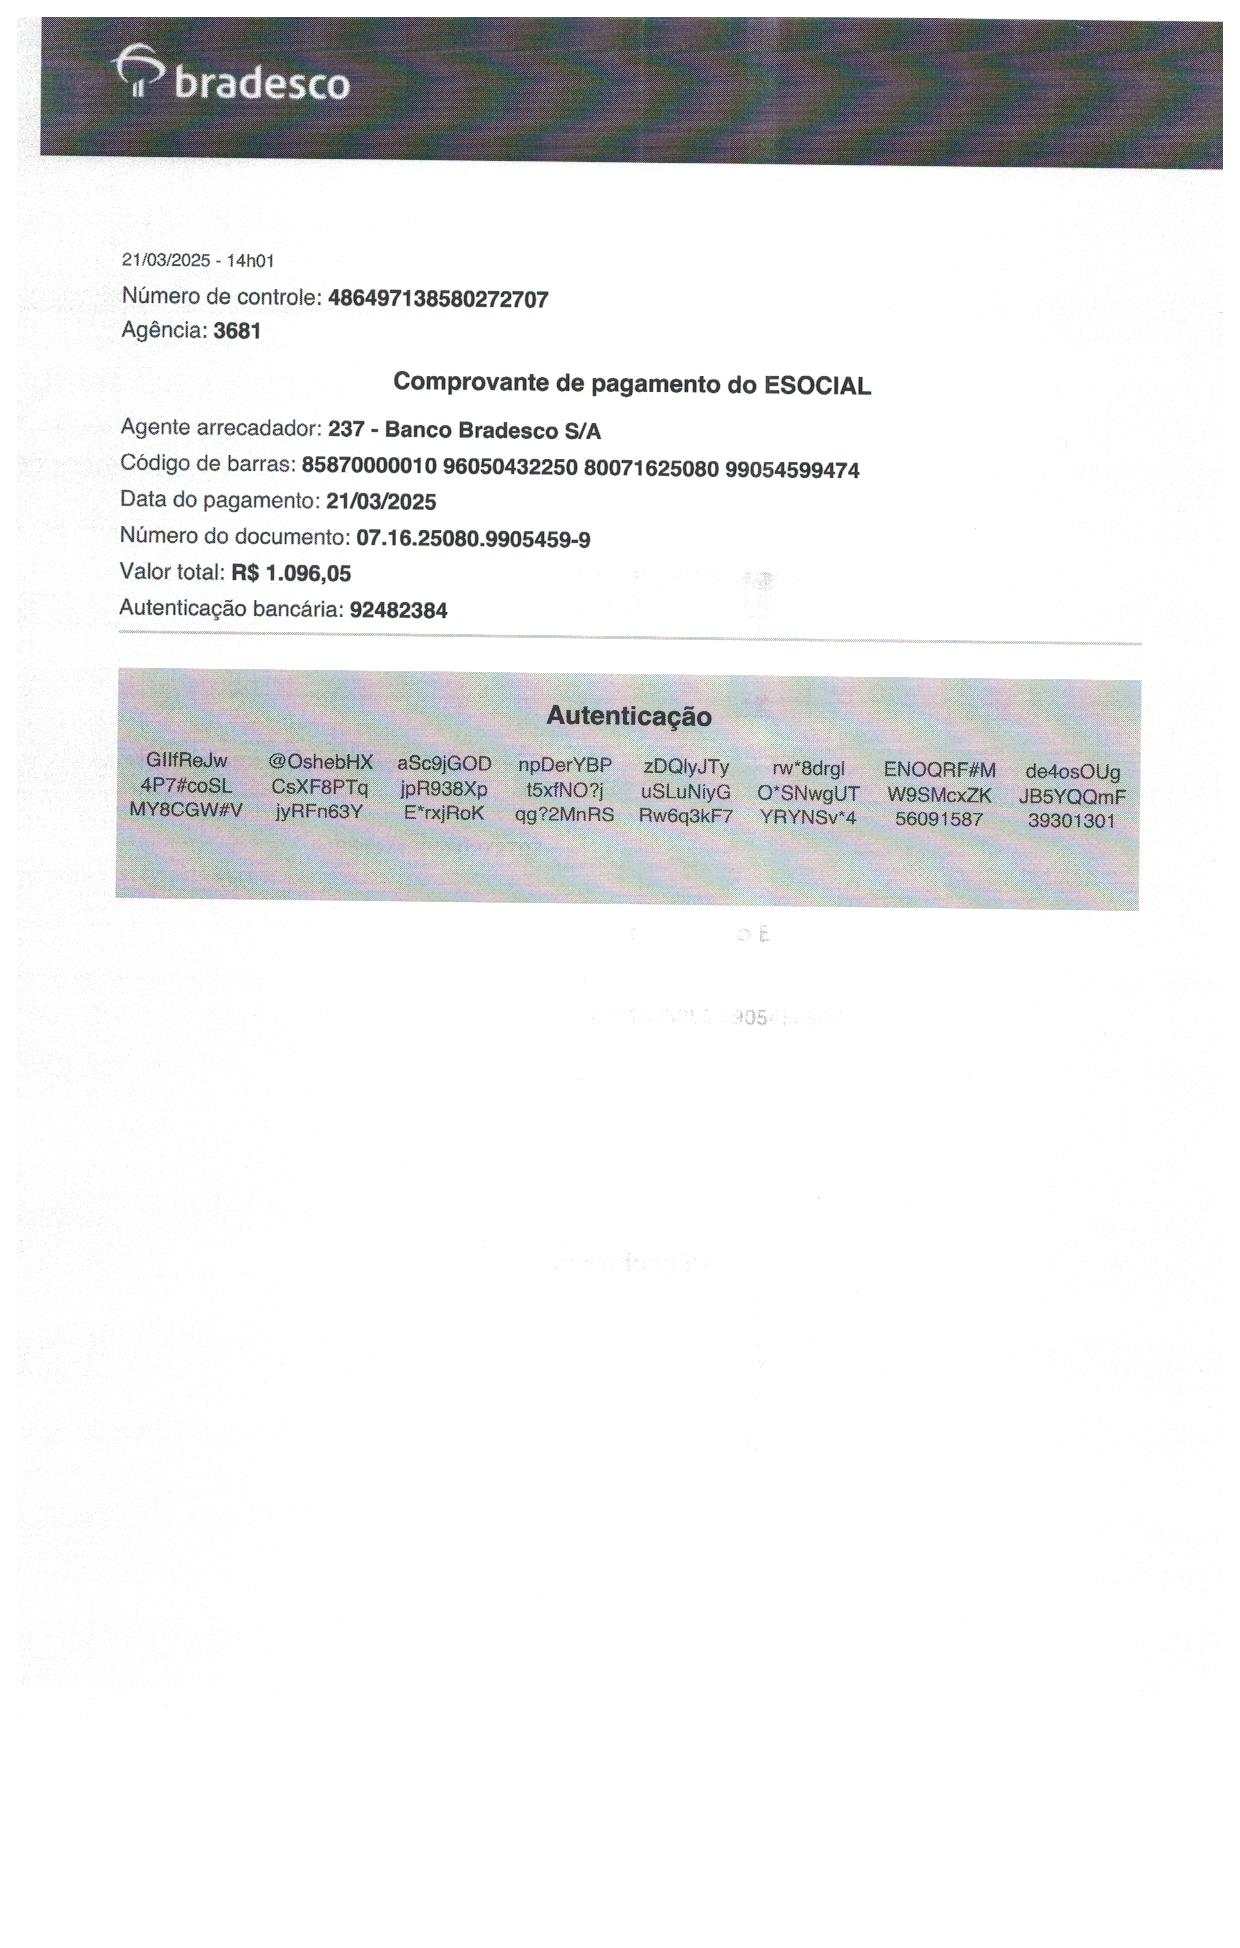 bradesco
21/03/2025 - 14h01
Número de controle: 486497138580272707
Agência: 3681
Comprovante de pagamento do ESOCIAL
Agente arrecadador: 237 - Banco Bradesco S/A
Código de barras: 85870000010 96050432250 80071625080 99054599474
Data do pagamento: 21/03/2025
Número do documento: 07.16.25080.9905459-9
Valor total: R$ 1.096,05
Autenticação bancária: 92482384
Autenticação
GIIfReJw @OshebHX aSc9jGOD npDerYBP zDQlyJTy rw*8drgl ENOQRF#M de4osOUg
4P7#coSL CsXF8PTq jpR938Xp t5xfNO?j uSLuNiyG O*SNwgUT W9SMcxZK JB5YQQmF
MY8CGW#V jyRFn63Y E*rxjRoK qg?2MnRS Rw6q3kF7 YRYNSv*4 56091587 39301301